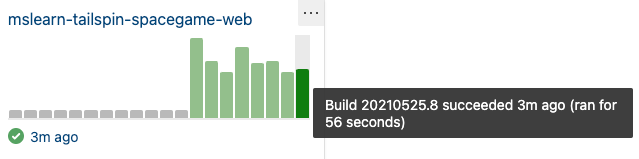 mslearn-tailspin-spacegame-web
...
Build 20210525.8 succeeded 3m ago (ran for
56 seconds)
3m ago